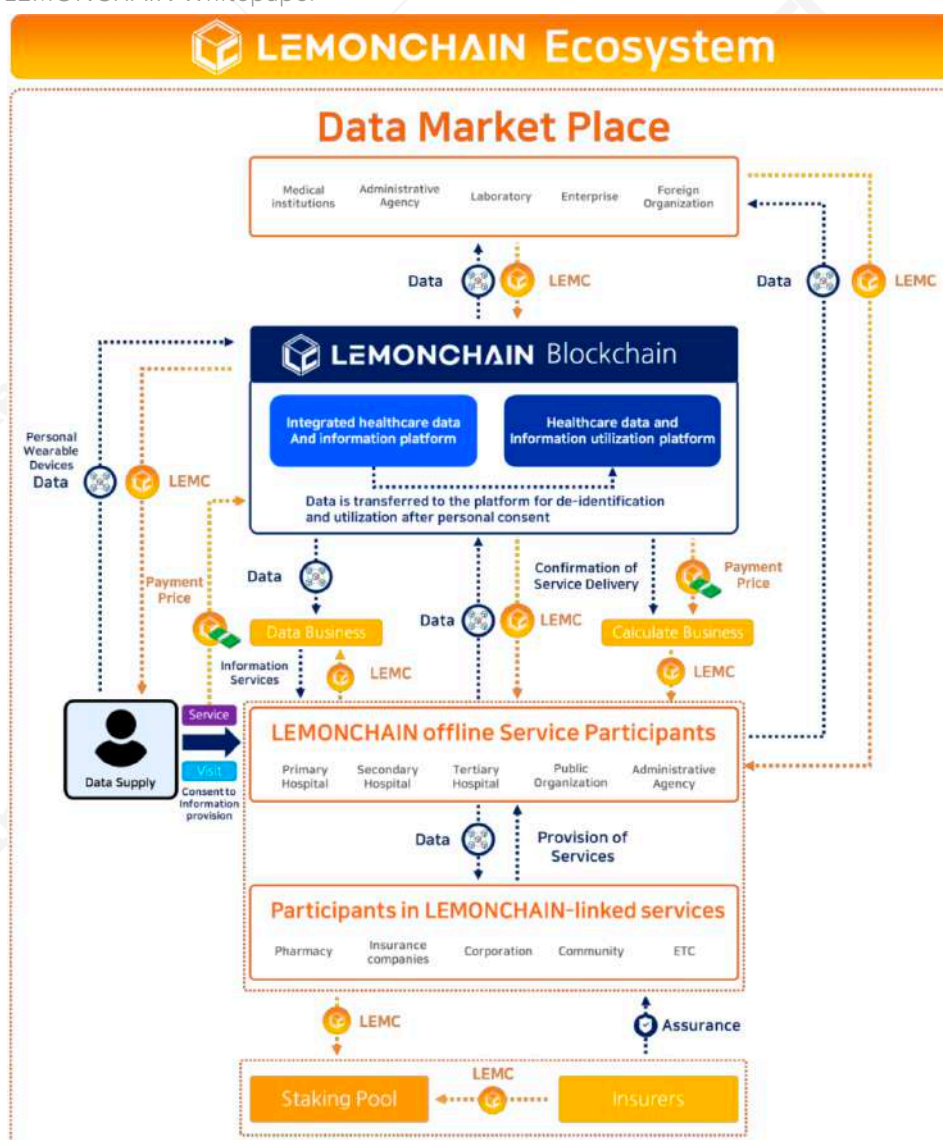 LEMONCHAIN Whitepaper
LEMONCHAIN Ecosystem
Data Market Place
Medical
institutions
Administrative
Agency
Laboratory
Enterprise
Foreign
Organization
Data
LEMC
Data
LEMC
LEMONCHAIN Blockchain
Integrated healthcare data
And information platform
Healthcare data and
Information utilization platform
Data is transferred to the platform for de-identification
and utilization after personal consent
Personal
Wearable
Devices
Data
LEMC
Payment
Price
Data
Data Business
Information
Services
LEMC
Data
LEMC
Confirmation of
Service Delivery
Payment
Price
Calculate Business
LEMC
Data Supply
Service
Visit
Consent to
Information
provision
LEMONCHAIN offline Service Participants
Primary
Hospital
Secondary
Hospital
Tertiary
Hospital
Public
Organization
Administrative
Agency
Data
Provision of
Services
Participants in LEMONCHAIN-linked services
Pharmacy
Insurance
companies
Corporation
Community
ETC
LEMC
Assurance
Staking Pool
LEMC
Insurers